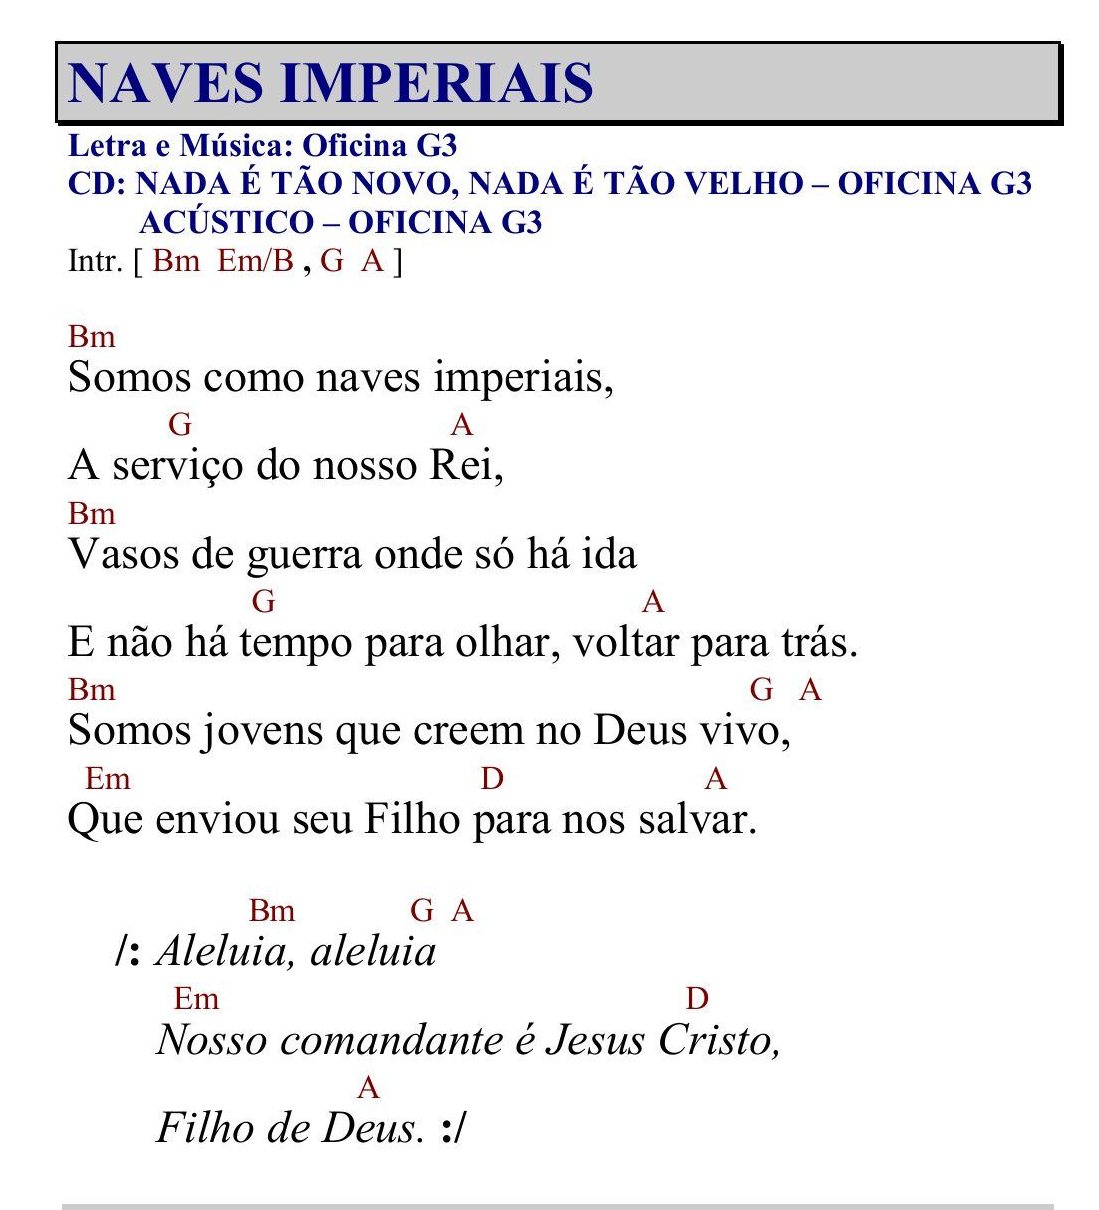 NAVES IMPERIAIS
Letra e Música: Oficina G3
CD: NADA É TÃO NOVO, NADA É TÃO VELHO – OFICINA G3
ACÚSTICO – OFICINA G3
Intr. [ Bm Em/B , G A ]
Bm
Somos como naves imperiais,
G A
A serviço do nosso Rei,
Bm
Vasos de guerra onde só há ida
G A
E não há tempo para olhar, voltar para trás.
Bm G A
Somos jovens que creem no Deus vivo,
Em D A
Que enviou seu Filho para nos salvar.
Bm G A
/: Aleluia, aleluia
Em D
Nosso comandante é Jesus Cristo,
A
Filho de Deus. :/